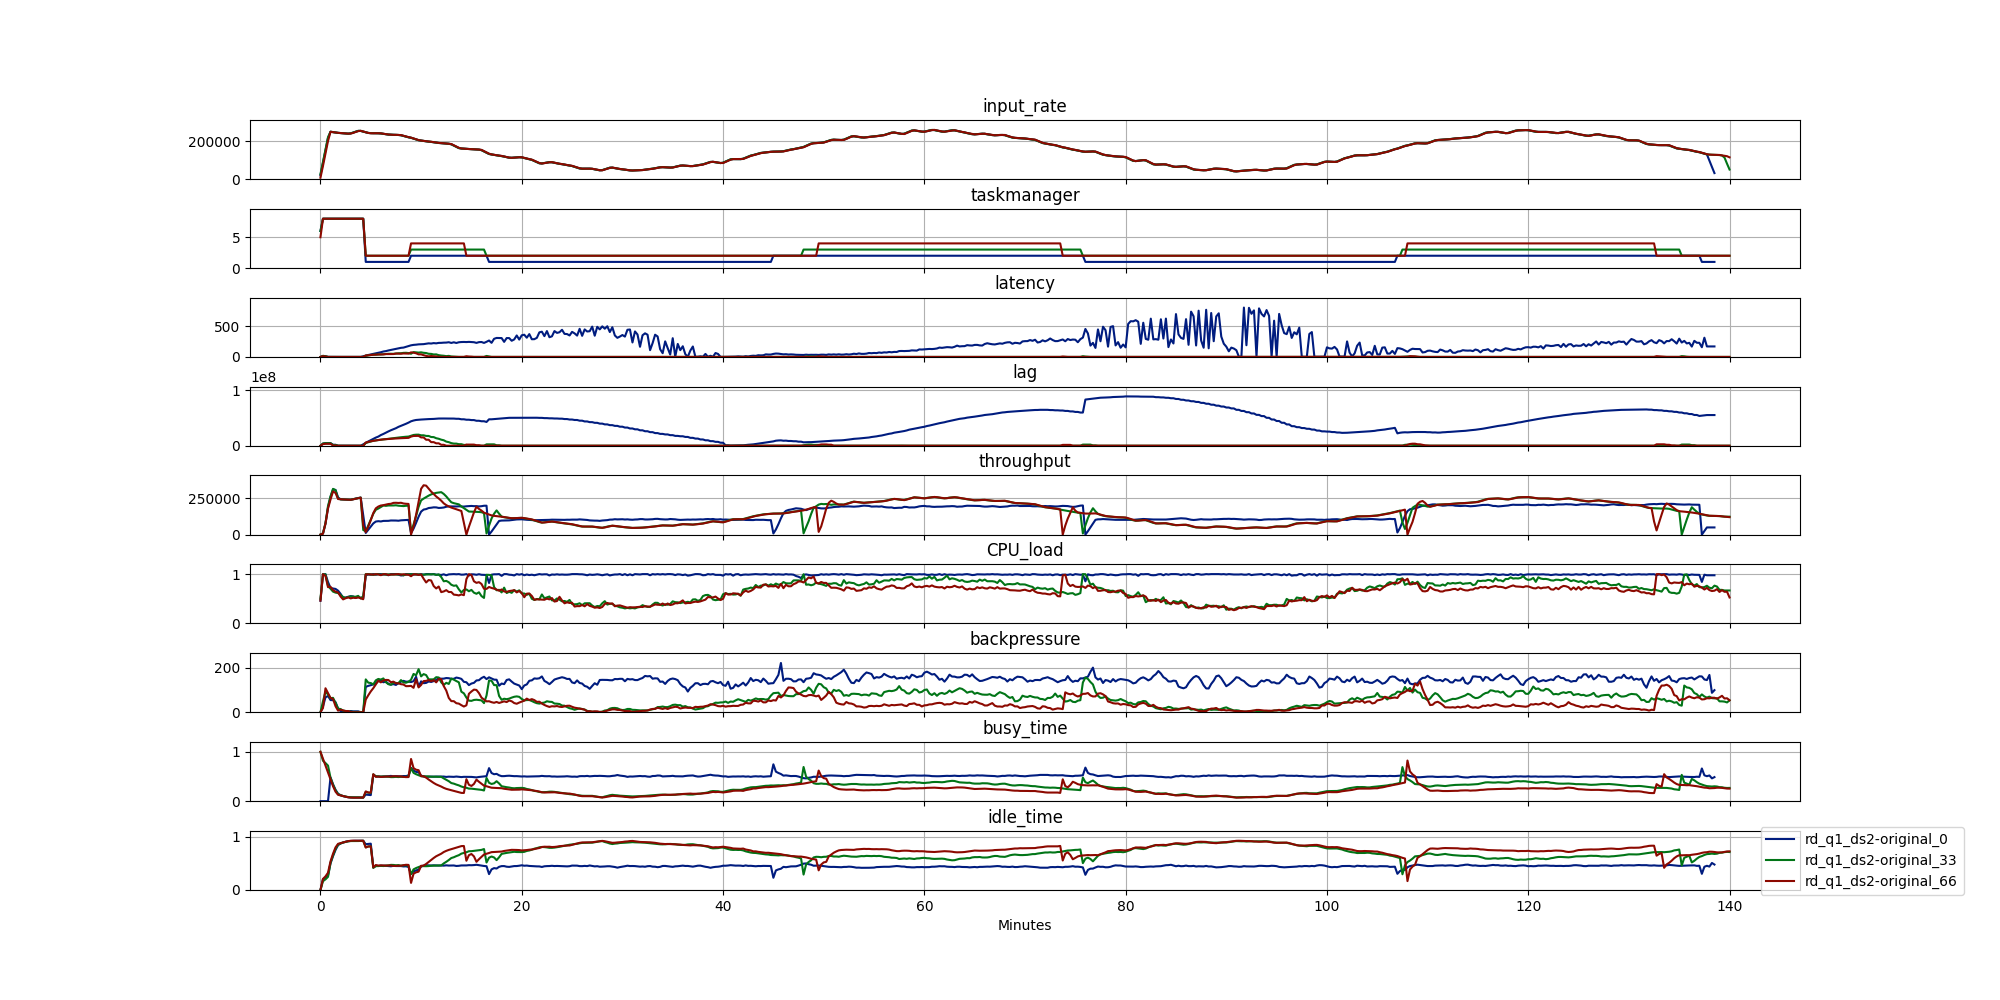 input_rate
200000
0
taskmanager
5
0
latency
500
0
1e8
lag
1
0
throughput
250000
0
CPU_load
1
0
backpressure
200
0
busy_time
1
0
idle_time
1
0
rd_q1_ds2-original_0
rd_q1_ds2-original_33
rd_q1_ds2-original_66
0 20 40 60 80 100 120 140
Minutes